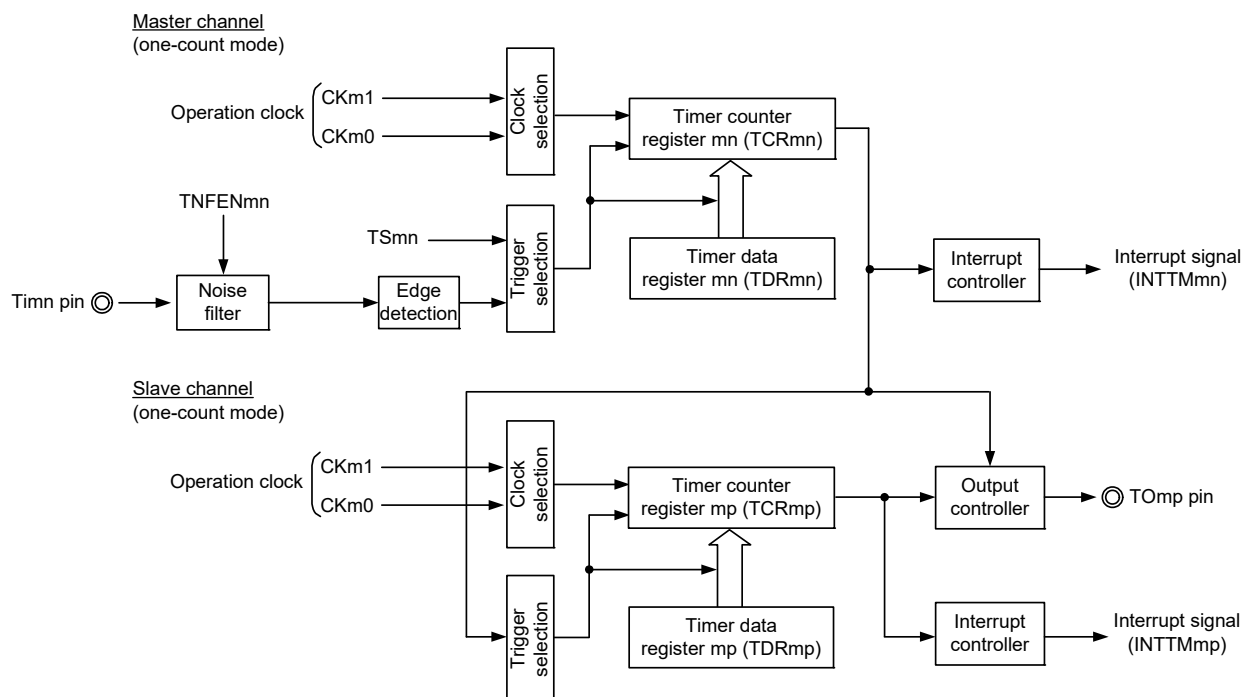 Master channel
(one-count mode)
Operation clock
CKm1
CKm0
Clock
selection
Timer counter
register mn (TCRmn)
TNFENmn
TSmn
Trigger
selection
Timer data
register mn (TDRmn)
Interrupt
controller
Interrupt signal
(INTTMmn)
Timn pin
Noise
filter
Edge
detection
Slave channel
(one-count mode)
Operation clock
CKm1
CKm0
Clock
selection
Timer counter
register mp (TCRmp)
Output
controller
TOmp pin
Trigger
selection
Timer data
register mp (TDRmp)
Interrupt
controller
Interrupt signal
(INTTMmp)